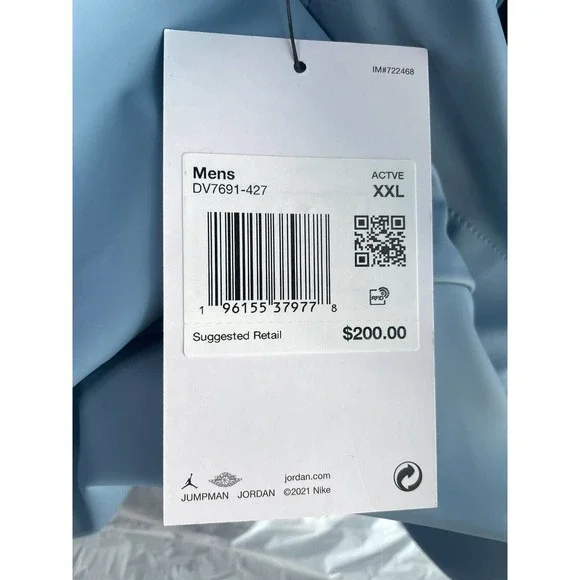 IM#722468
Mens ACTVE
DV7691-427 XXL
RFID
1 96155 37977 8
Suggested Retail $200.00
jordan.com
JUMPMAN JORDAN ©2021 Nike